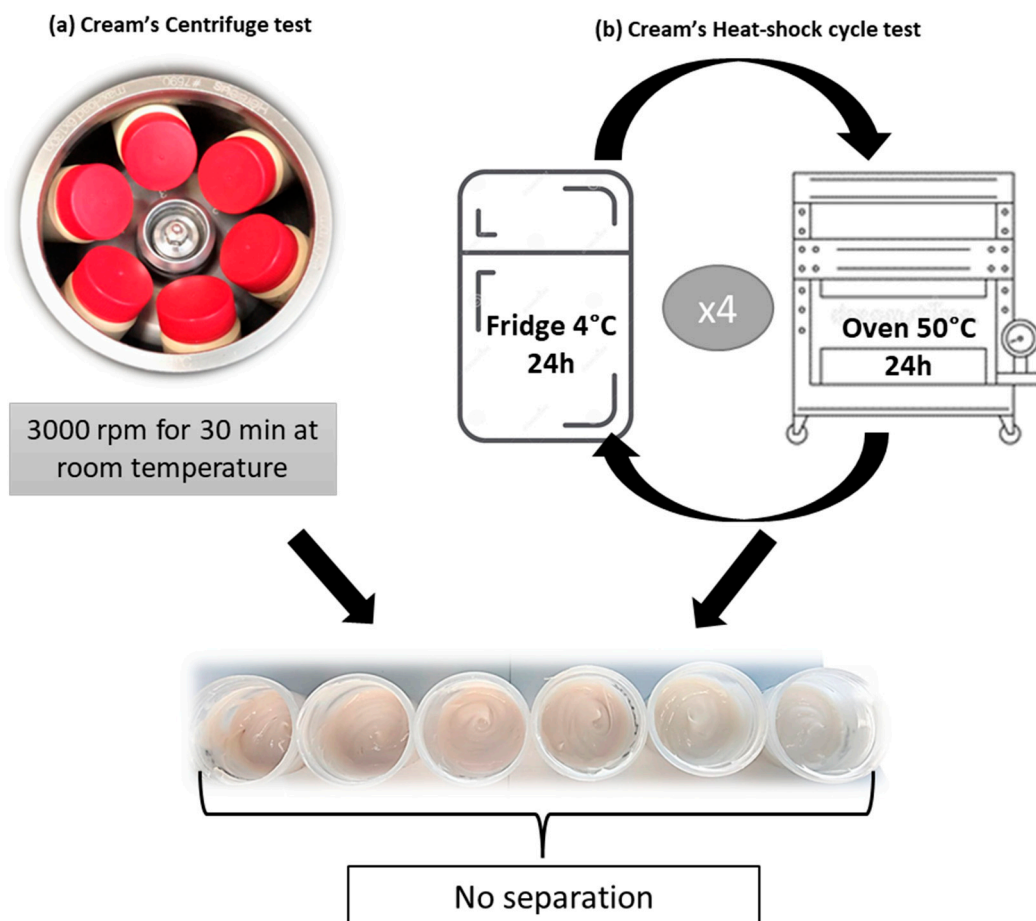 (a) Cream's Centrifuge test
(b) Cream's Heat-shock cycle test
3000 rpm for 30 min at
room temperature
Fridge 4°C
24h
x4
Oven 50°C
24h
No separation